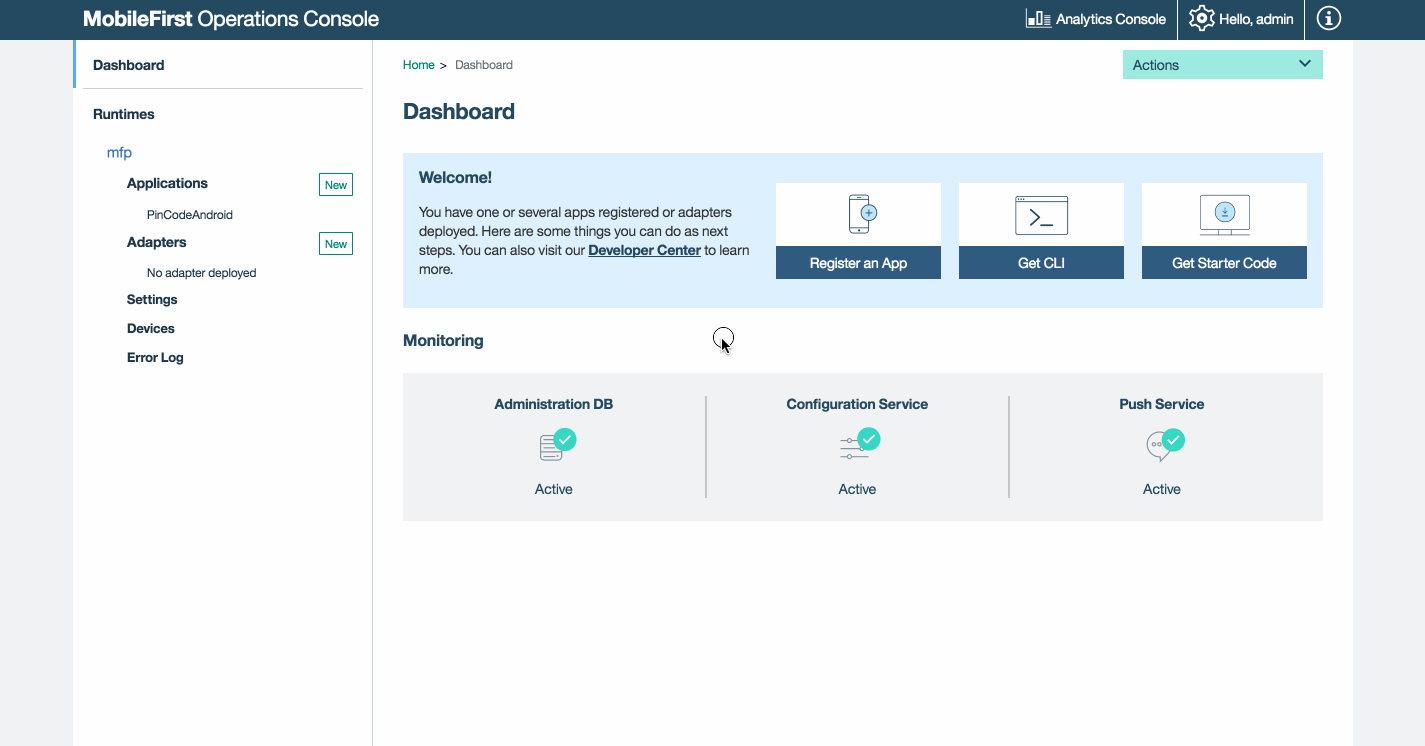 MobileFirst Operations Console
Analytics Console
Hello, admin
Dashboard
Runtimes
mfp
Applications New
PinCodeAndroid
Adapters New
No adapter deployed
Settings
Devices
Error Log
Home > Dashboard
Actions
Dashboard
Welcome!
You have one or several apps registered or adapters
deployed. Here are some things you can do as next
steps. You can also visit our Developer Center to learn
more.
Register an App
Get CLI
Get Starter Code
Monitoring
Administration DB
Active
Configuration Service
Active
Push Service
Active